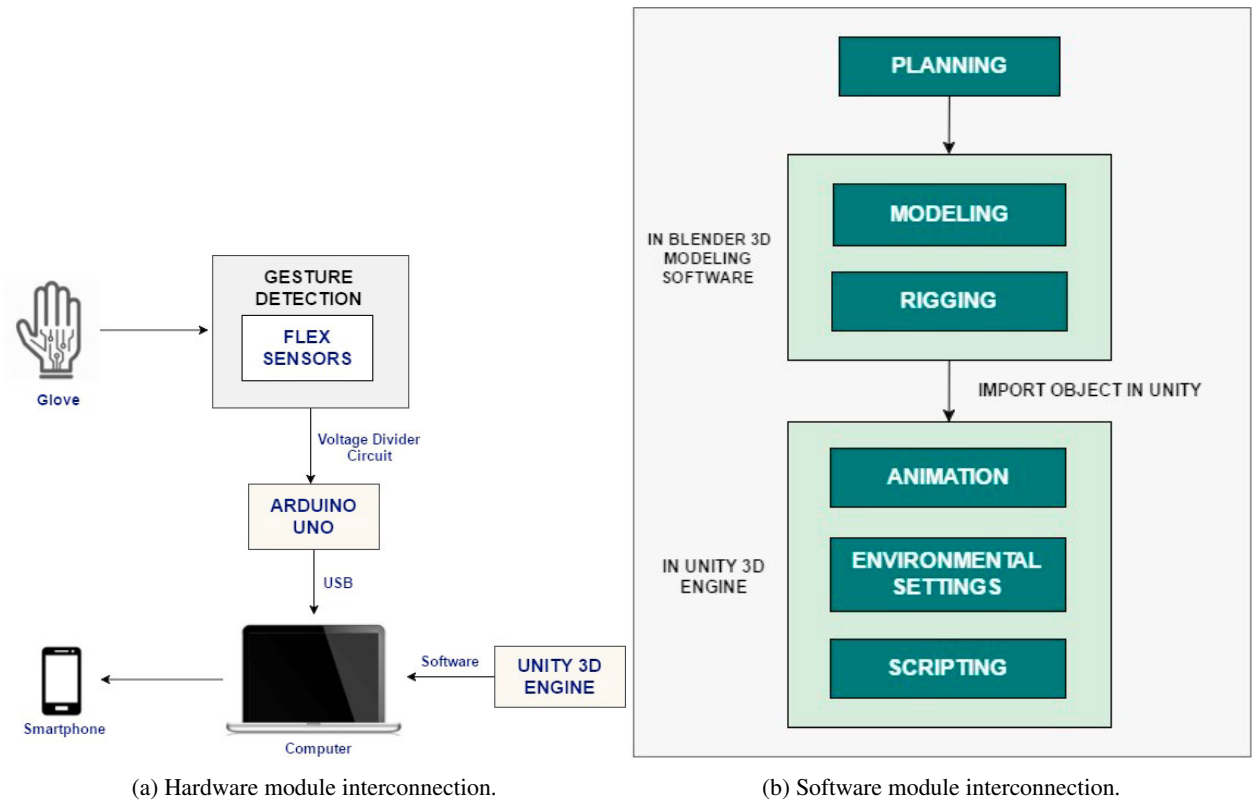 GESTURE
DETECTION
FLEX
SENSORS
Glove
Voltage Divider
Circuit
ARDUINO
UNO
USB
Software
UNITY 3D
ENGINE
Smartphone
Computer
(a) Hardware module interconnection.
PLANNING
MODELING
IN BLENDER 3D
MODELING
SOFTWARE
RIGGING
IMPORT OBJECT IN UNITY
ANIMATION
IN UNITY 3D
ENGINE
ENVIRONMENTAL
SETTINGS
SCRIPTING
(b) Software module interconnection.